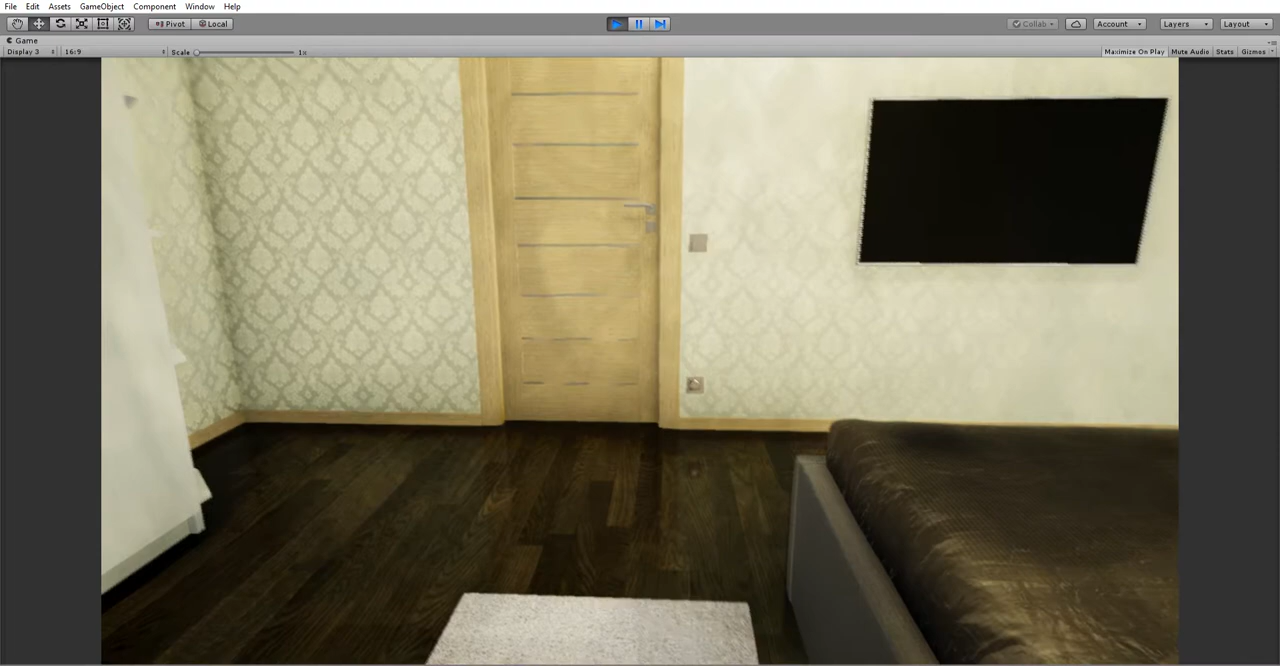 File Edit Assets GameObject Component Window Help
Pivot Local Collab Account Layers Layout
Game
Display 3 16:9 Scale 1x Maximize On Play Mute Audio Stats Gizmos